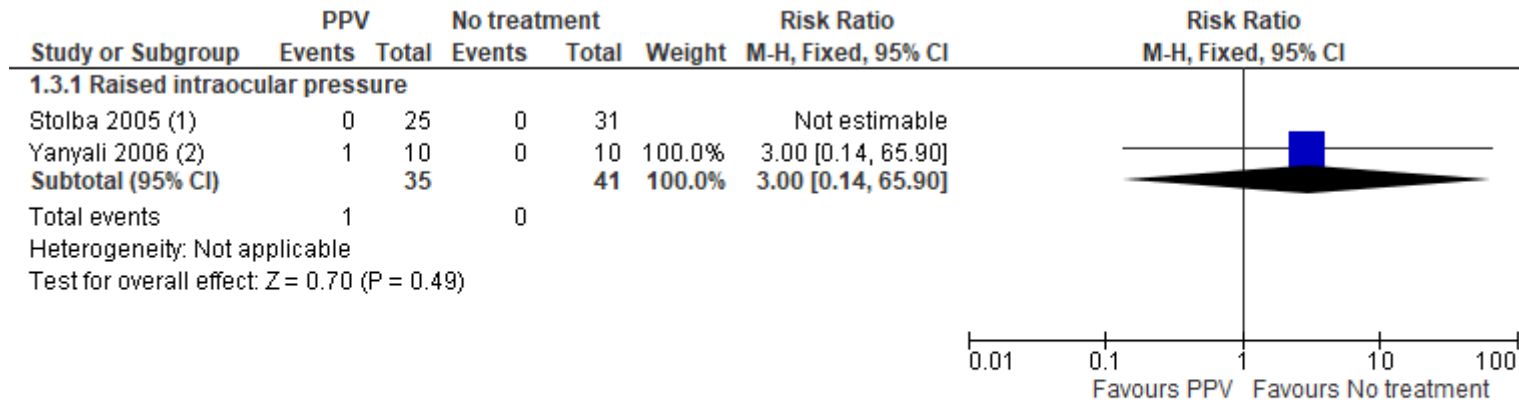 PPV No treatment Risk Ratio Risk Ratio
Study or Subgroup Events Total Events Total Weight M-H, Fixed, 95% CI M-H, Fixed, 95% CI
1.3.1 Raised intraocular pressure
Stolba 2005 (1) 0 25 0 31 Not estimable
Yanyali 2006 (2) 1 10 0 10 100.0% 3.00 [0.14, 65.90]
Subtotal (95% CI) 35 41 100.0% 3.00 [0.14, 65.90]
Total events 1 0
Heterogeneity: Not applicable
Test for overall effect: Z = 0.70 (P = 0.49)
0.01 0.1 1 10 100
Favours PPV Favours No treatment